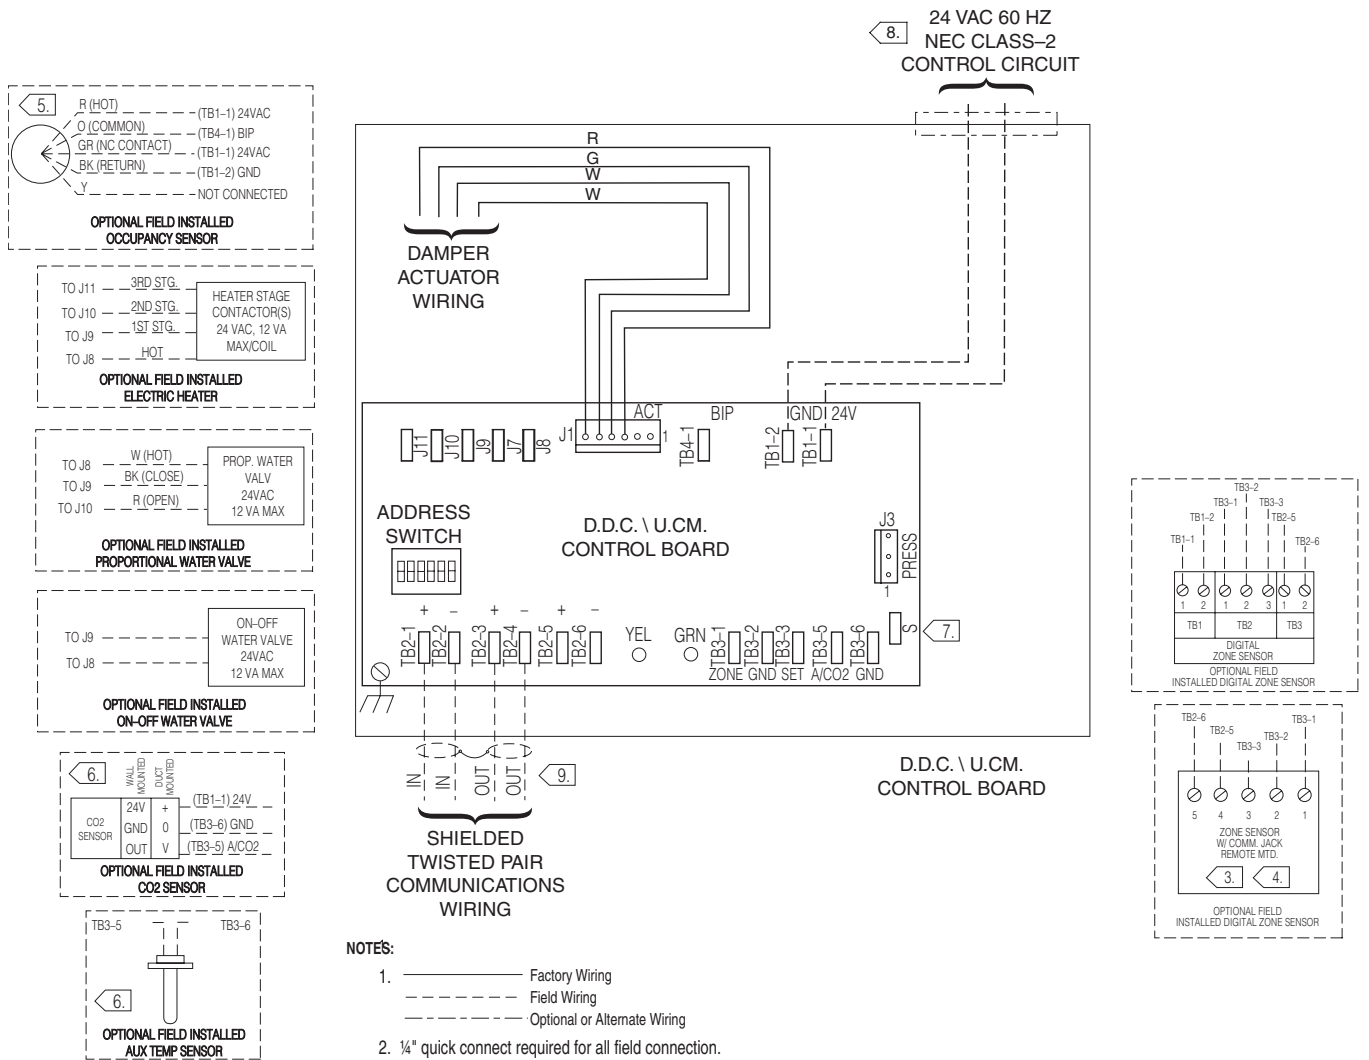 24 VAC 60 HZ
NEC CLASS–2
CONTROL CIRCUIT
8.
5.
R (HOT)
(TB1–1) 24VAC
O (COMMON)
(TB4–1) BIP
GR (NC CONTACT)
(TB1–1) 24VAC
BK (RETURN)
(TB1–2) GND
Y
NOT CONNECTED
OPTIONAL FIELD INSTALLED
OCCUPANCY SENSOR
TO J11
3RD STG.
TO J10
2ND STG.
TO J9
1ST STG.
TO J8
HOT
HEATER STAGE
CONTACTOR(S)
24 VAC, 12 VA
MAX/COIL
OPTIONAL FIELD INSTALLED
ELECTRIC HEATER
TO J8
W (HOT)
TO J9
BK (CLOSE)
TO J10
R (OPEN)
PROP. WATER
VALV
24VAC
12 VA MAX
OPTIONAL FIELD INSTALLED
PROPORTIONAL WATER VALVE
TO J9
TO J8
ON–OFF
WATER VALVE
24VAC
12 VA MAX
OPTIONAL FIELD INSTALLED
ON–OFF WATER VALVE
6.
WALL
MOUNTED
DUCT
MOUNTED
CO2
SENSOR
24V + (TB1–1) 24V
GND 0 (TB3–6) GND
OUT V (TB3–5) A/CO2
OPTIONAL FIELD INSTALLED
CO2 SENSOR
TB3–5
TB3–6
6.
OPTIONAL FIELD INSTALLED
AUX TEMP SENSOR
R
G
W
W
DAMPER
ACTUATOR
WIRING
J11
J10
J9
J7
J8
J1
ACT
1
BIP
TB4–1
GND
24V
TB1–2
TB1–1
ADDRESS
SWITCH
D.D.C. \ U.CM.
CONTROL BOARD
J3
PRESS
1
+ – + – + –
TB2–1
TB2–2
TB2–3
TB2–4
TB2–5
TB2–6
YEL
GRN
TB3–1
TB3–2
TB3–3
TB3–5
TB3–6
S
7.
ZONE GND SET A/CO2 GND
IN
IN
OUT
OUT
9.
SHIELDED
TWISTED PAIR
COMMUNICATIONS
WIRING
D.D.C. \ U.CM.
CONTROL BOARD
TB3–2
TB3–1
TB3–3
TB1–2
TB2–5
TB1–1
TB2–6
1 2 1 2 3 1 2
TB1 TB2 TB3
DIGITAL
ZONE SENSOR
OPTIONAL FIELD
INSTALLED DIGITAL ZONE SENSOR
TB2–6
TB2–5
TB3–3
TB3–2
TB3–1
5 4 3 2 1
ZONE SENSOR
W/ COMM. JACK
REMOTE MTD.
3. 4.
OPTIONAL FIELD
INSTALLED DIGITAL ZONE SENSOR
NOTES:
1. Factory Wiring
Field Wiring
Optional or Alternate Wiring
2. ¼" quick connect required for all field connection.